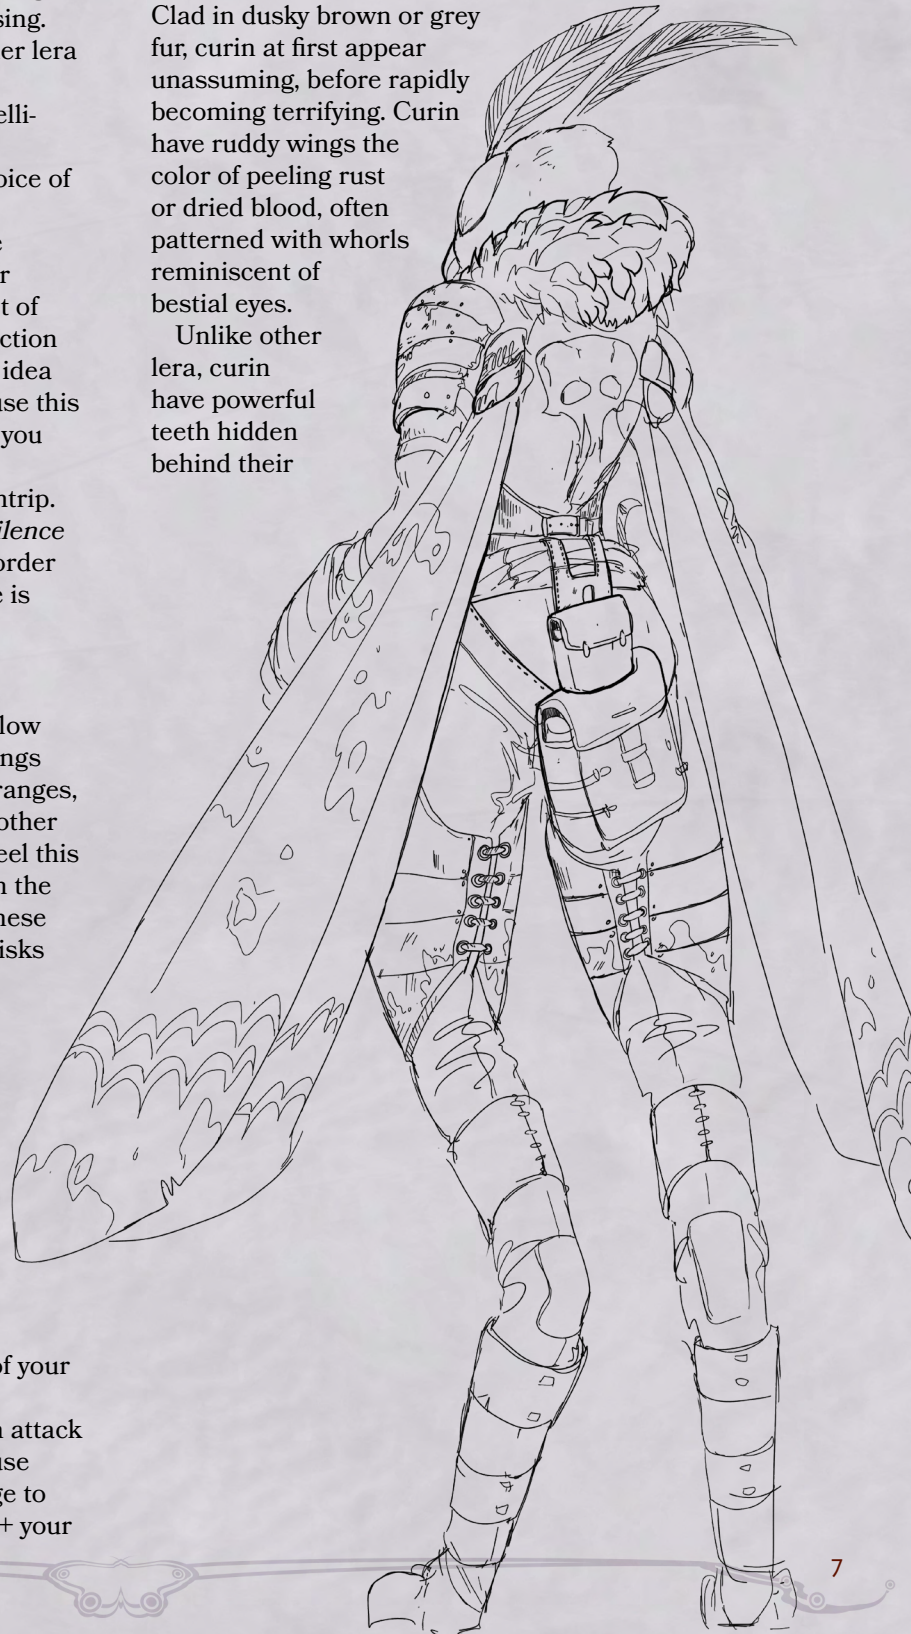 sing.
er lera
elli-
oice of
e
r
t of
ction
idea
use this
you
ntrip.
ilence
order
e is
low
ngs
ranges,
other
eel this
n the
hese
isks
of your
n attack
use
ge to
+ your
Clad in dusky brown or grey
fur, curin at first appear
unassuming, before rapidly
becoming terrifying. Curin
have ruddy wings the
color of peeling rust
or dried blood, often
patterned with whorls
reminiscent of
bestial eyes.
Unlike other
lera, curin
have powerful
teeth hidden
behind their
7